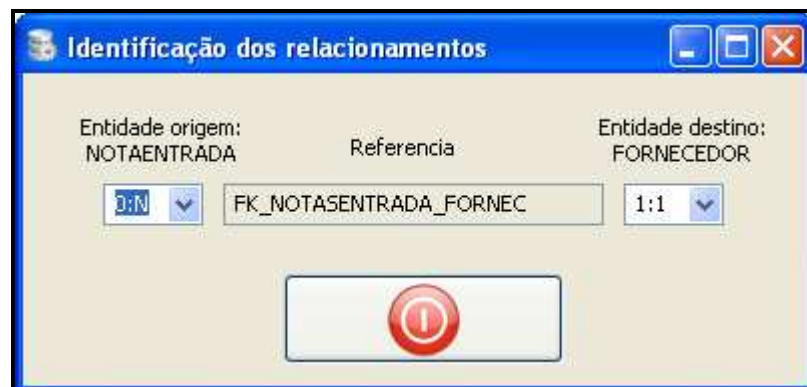 Identificação dos relacionamentos
Entidade origem:
NOTAENTRADA
Referencia
Entidade destino:
FORNECEDOR
0:N
FK_NOTASENTRADA_FORNEC
1:1